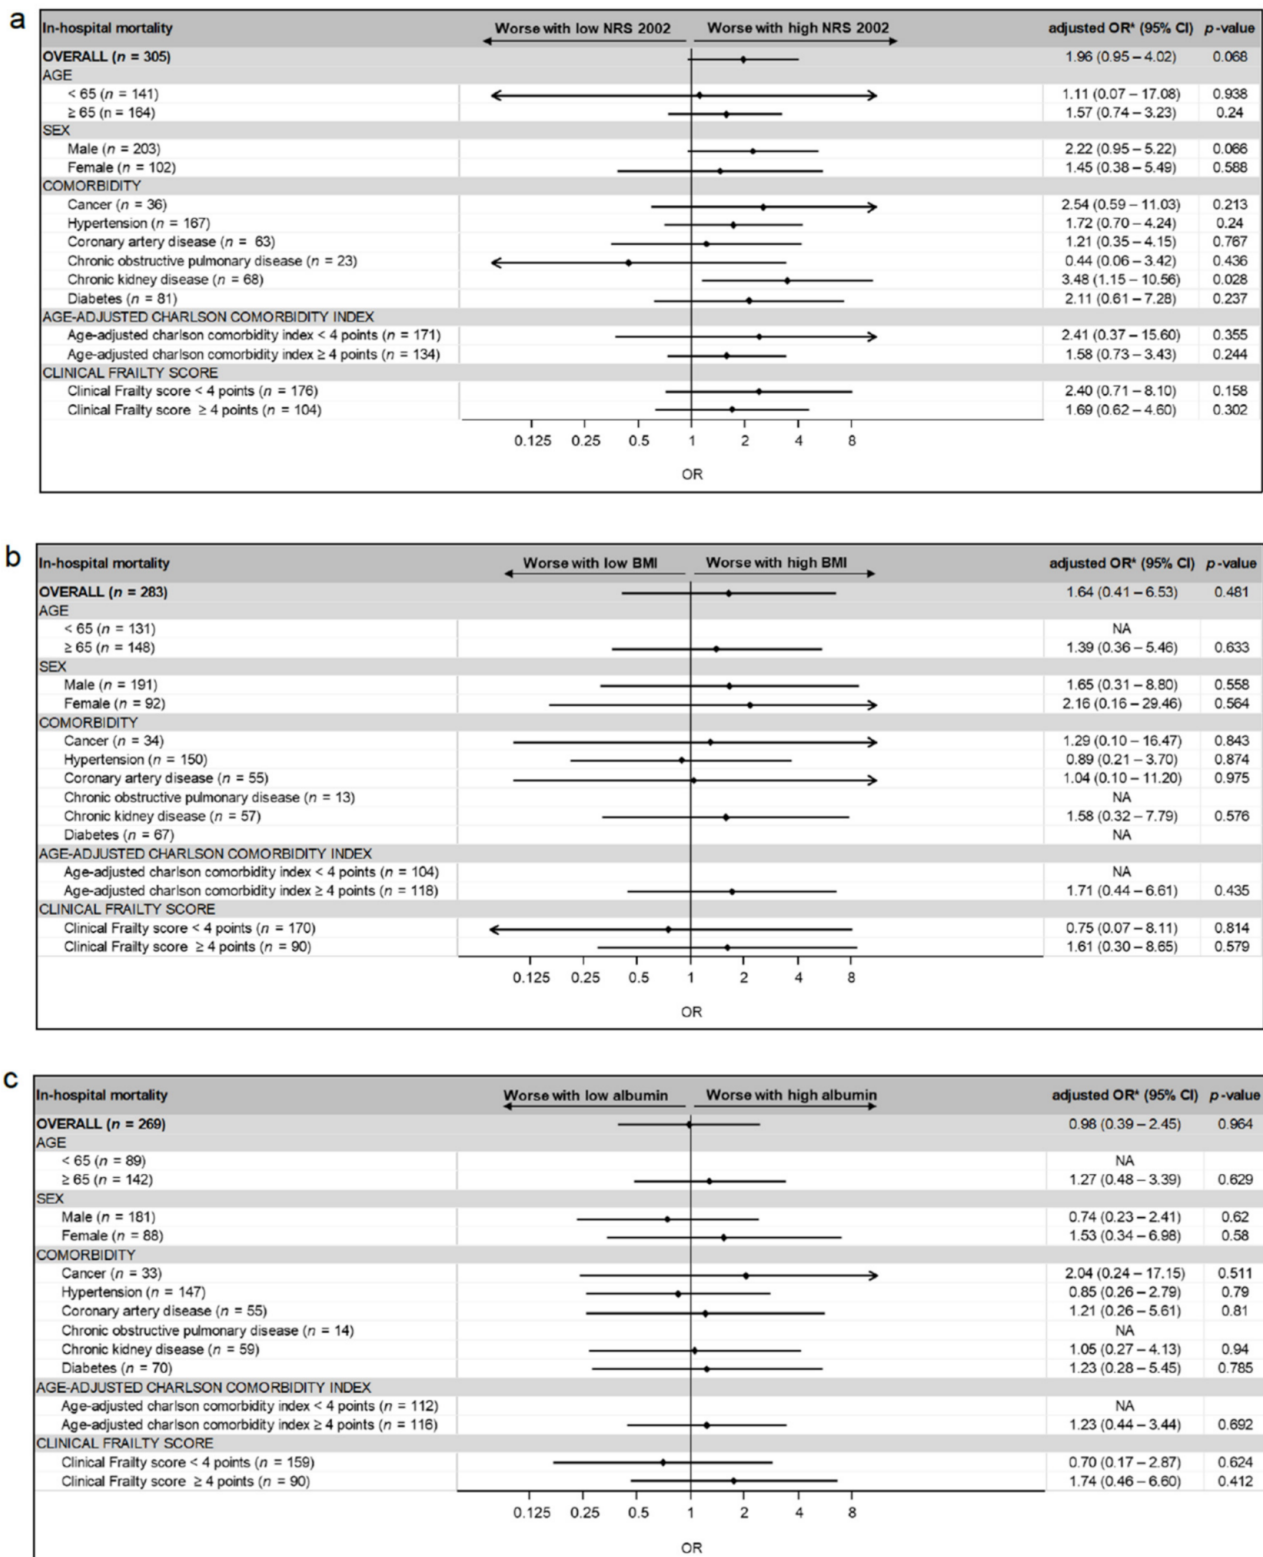 a
In-hospital mortality Worse with low NRS 2002 Worse with high NRS 2002 adjusted OR* (95% CI) p-value
OVERALL (n = 305) 1.96 (0.95 – 4.02) 0.068
AGE
< 65 (n = 141) 1.11 (0.07 – 17.08) 0.938
≥ 65 (n = 164) 1.57 (0.74 – 3.23) 0.24
SEX
Male (n = 203) 2.22 (0.95 – 5.22) 0.066
Female (n = 102) 1.45 (0.38 – 5.49) 0.588
COMORBIDITY
Cancer (n = 36) 2.54 (0.59 – 11.03) 0.213
Hypertension (n = 167) 1.72 (0.70 – 4.24) 0.24
Coronary artery disease (n = 63) 1.21 (0.35 – 4.15) 0.767
Chronic obstructive pulmonary disease (n = 23) 0.44 (0.06 – 3.42) 0.436
Chronic kidney disease (n = 68) 3.48 (1.15 – 10.56) 0.028
Diabetes (n = 81) 2.11 (0.61 – 7.28) 0.237
AGE-ADJUSTED CHARLSON COMORBIDITY INDEX
Age-adjusted charlson comorbidity index < 4 points (n = 171) 2.41 (0.37 – 15.60) 0.355
Age-adjusted charlson comorbidity index ≥ 4 points (n = 134) 1.58 (0.73 – 3.43) 0.244
CLINICAL FRAILTY SCORE
Clinical Frailty score < 4 points (n = 176) 2.40 (0.71 – 8.10) 0.158
Clinical Frailty score ≥ 4 points (n = 104) 1.69 (0.62 – 4.60) 0.302
0.125 0.25 0.5 1 2 4 8
OR
b
In-hospital mortality Worse with low BMI Worse with high BMI adjusted OR* (95% CI) p-value
OVERALL (n = 283) 1.64 (0.41 – 6.53) 0.481
AGE
< 65 (n = 131) NA
≥ 65 (n = 148) 1.39 (0.36 – 5.46) 0.633
SEX
Male (n = 191) 1.65 (0.31 – 8.80) 0.558
Female (n = 92) 2.16 (0.16 – 29.46) 0.564
COMORBIDITY
Cancer (n = 34) 1.29 (0.10 – 16.47) 0.843
Hypertension (n = 150) 0.89 (0.21 – 3.70) 0.874
Coronary artery disease (n = 55) 1.04 (0.10 – 11.20) 0.975
Chronic obstructive pulmonary disease (n = 13) NA
Chronic kidney disease (n = 57) 1.58 (0.32 – 7.79) 0.576
Diabetes (n = 67) NA
AGE-ADJUSTED CHARLSON COMORBIDITY INDEX
Age-adjusted charlson comorbidity index < 4 points (n = 104) NA
Age-adjusted charlson comorbidity index ≥ 4 points (n = 118) 1.71 (0.44 – 6.61) 0.435
CLINICAL FRAILTY SCORE
Clinical Frailty score < 4 points (n = 170) 0.75 (0.07 – 8.11) 0.814
Clinical Frailty score ≥ 4 points (n = 90) 1.61 (0.30 – 8.65) 0.579
0.125 0.25 0.5 1 2 4 8
OR
c
In-hospital mortality Worse with low albumin Worse with high albumin adjusted OR* (95% CI) p-value
OVERALL (n = 269) 0.98 (0.39 – 2.45) 0.964
AGE
< 65 (n = 89) NA
≥ 65 (n = 142) 1.27 (0.48 – 3.39) 0.629
SEX
Male (n = 181) 0.74 (0.23 – 2.41) 0.62
Female (n = 88) 1.53 (0.34 – 6.98) 0.58
COMORBIDITY
Cancer (n = 33) 2.04 (0.24 – 17.15) 0.511
Hypertension (n = 147) 0.85 (0.26 – 2.79) 0.79
Coronary artery disease (n = 55) 1.21 (0.26 – 5.61) 0.81
Chronic obstructive pulmonary disease (n = 14) NA
Chronic kidney disease (n = 59) 1.05 (0.27 – 4.13) 0.94
Diabetes (n = 70) 1.23 (0.28 – 5.45) 0.785
AGE-ADJUSTED CHARLSON COMORBIDITY INDEX
Age-adjusted charlson comorbidity index < 4 points (n = 112) NA
Age-adjusted charlson comorbidity index ≥ 4 points (n = 116) 1.23 (0.44 – 3.44) 0.692
CLINICAL FRAILTY SCORE
Clinical Frailty score < 4 points (n = 159) 0.70 (0.17 – 2.87) 0.624
Clinical Frailty score ≥ 4 points (n = 90) 1.74 (0.46 – 6.60) 0.412
0.125 0.25 0.5 1 2 4 8
OR